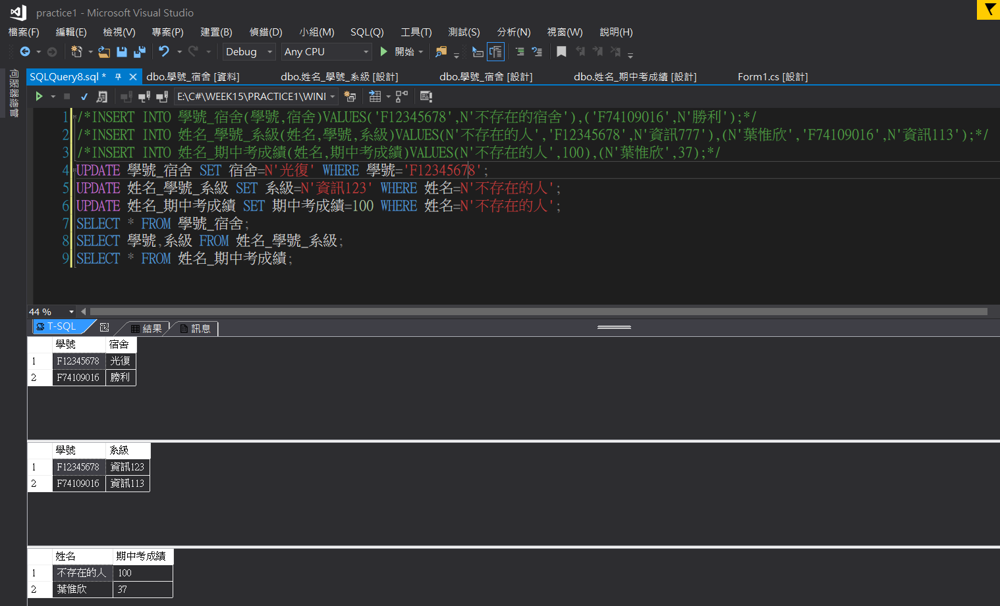 practice1 - Microsoft Visual Studio
檔案(F) 編輯(E) 檢視(V) 專案(P) 建置(B) 偵錯(D) 小組(M) SQL(Q) 工具(T) 測試(S) 分析(N) 視窗(W) 說明(H)
Debug Any CPU 開始
伺服器總管
SQLQuery8.sql * dbo.學號_宿舍 [資料] dbo.姓名_學號_系級 [設計] dbo.學號_宿舍 [設計] dbo.姓名_期中考成績 [設計] Form1.cs [設計]
E:\C#\WEEK15\PRACTICE1\WINI
1 /*INSERT INTO 學號_宿舍(學號,宿舍)VALUES('F12345678',N'不存在的宿舍'),('F74109016',N'勝利');*/
2 /*INSERT INTO 姓名_學號_系級(姓名,學號,系級)VALUES(N'不存在的人','F12345678',N'資訊777'),(N'葉惟欣','F74109016',N'資訊113');*/
3 /*INSERT INTO 姓名_期中考成績(姓名,期中考成績)VALUES(N'不存在的人',100),(N'葉惟欣',37);*/
4 UPDATE 學號_宿舍 SET 宿舍=N'光復' WHERE 學號='F12345678';
5 UPDATE 姓名_學號_系級 SET 系級=N'資訊123' WHERE 姓名=N'不存在的人';
6 UPDATE 姓名_期中考成績 SET 期中考成績=100 WHERE 姓名=N'不存在的人';
7 SELECT * FROM 學號_宿舍;
8 SELECT 學號,系級 FROM 姓名_學號_系級;
9 SELECT * FROM 姓名_期中考成績;
44 %
T-SQL 結果 訊息
學號 宿舍
1 F12345678 光復
2 F74109016 勝利
學號 系級
1 F12345678 資訊123
2 F74109016 資訊113
姓名 期中考成績
1 不存在的人 100
2 葉惟欣 37